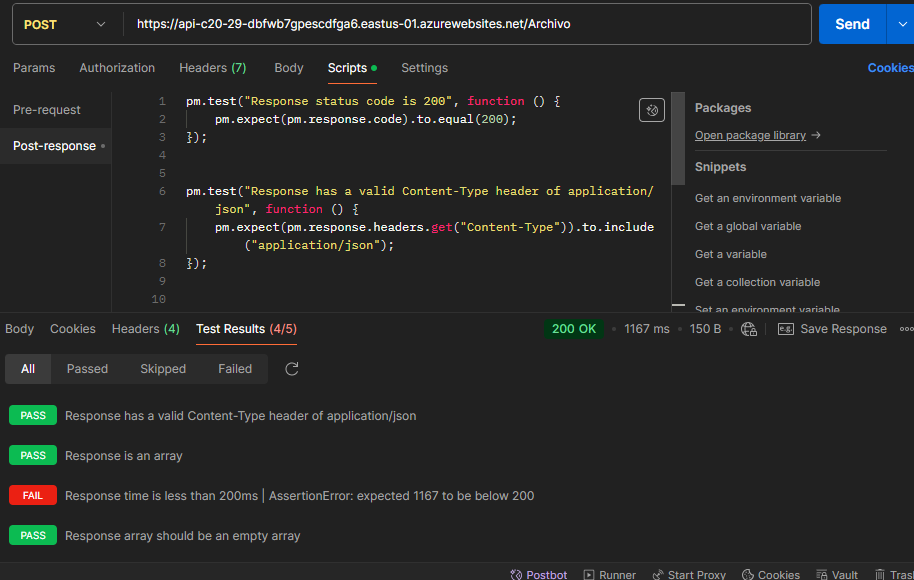 POST https://api-c20-29-dbfwb7gpescdfga6.eastus-01.azurewebsites.net/Archivo Send
Params Authorization Headers (7) Body Scripts Settings Cookies
Pre-request
Post-response
1 pm.test("Response status code is 200", function () {
2 pm.expect(pm.response.code).to.equal(200);
3 });
4
5
6 pm.test("Response has a valid Content-Type header of application/
json", function () {
7 pm.expect(pm.response.headers.get("Content-Type")).to.include
("application/json");
8 });
9
10
Packages
Open package library →
Snippets
Get an environment variable
Get a global variable
Get a variable
Get a collection variable
Set an environment variable
Body Cookies Headers (4) Test Results (4/5) 200 OK 1167 ms 150 B e.g. Save Response
All Passed Skipped Failed
PASS Response has a valid Content-Type header of application/json
PASS Response is an array
FAIL Response time is less than 200ms | AssertionError: expected 1167 to be below 200
PASS Response array should be an empty array
Postbot Runner Start Proxy Cookies Vault Tras